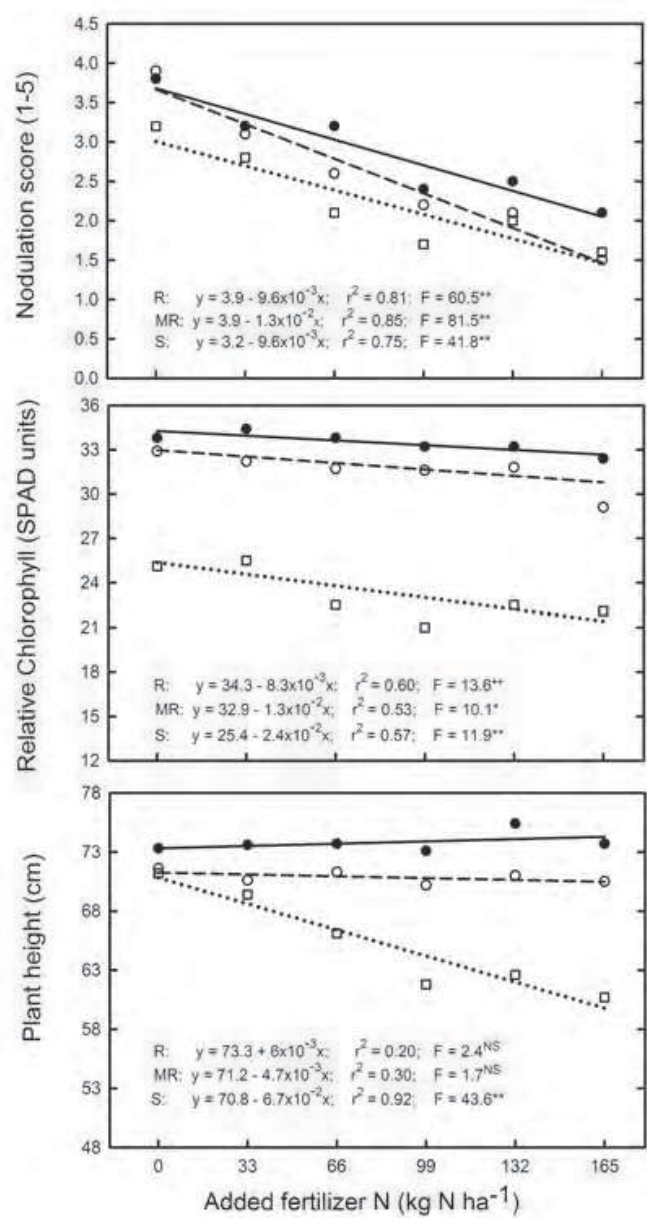 Nodulation score (1-5)
4.5
4.0
3.5
3.0
2.5
2.0
1.5
1.0
0.5
0.0
R: y = 3.9 - 9.6x10⁻³x; r² = 0.81; F = 60.5**
MR: y = 3.9 - 1.3x10⁻²x; r² = 0.85; F = 81.5**
S: y = 3.2 - 9.6x10⁻³x; r² = 0.75; F = 41.8**
Relative Chlorophyll (SPAD units)
36
33
30
27
24
21
18
12
R: y = 34.3 - 8.3x10⁻³x; r² = 0.60; F = 13.6**
MR: y = 32.9 - 1.3x10⁻²x; r² = 0.53; F = 10.1*
S: y = 25.4 - 2.4x10⁻²x; r² = 0.57; F = 11.9**
Plant height (cm)
78
73
68
63
58
53
48
R: y = 73.3 + 6x10⁻³x; r² = 0.20; F = 2.4ᴺˢ
MR: y = 71.2 - 4.7x10⁻³x; r² = 0.30; F = 1.7ᴺˢ
S: y = 70.8 - 6.7x10⁻²x; r² = 0.92; F = 43.6**
0 33 66 99 132 165
Added fertilizer N (kg N ha⁻¹)